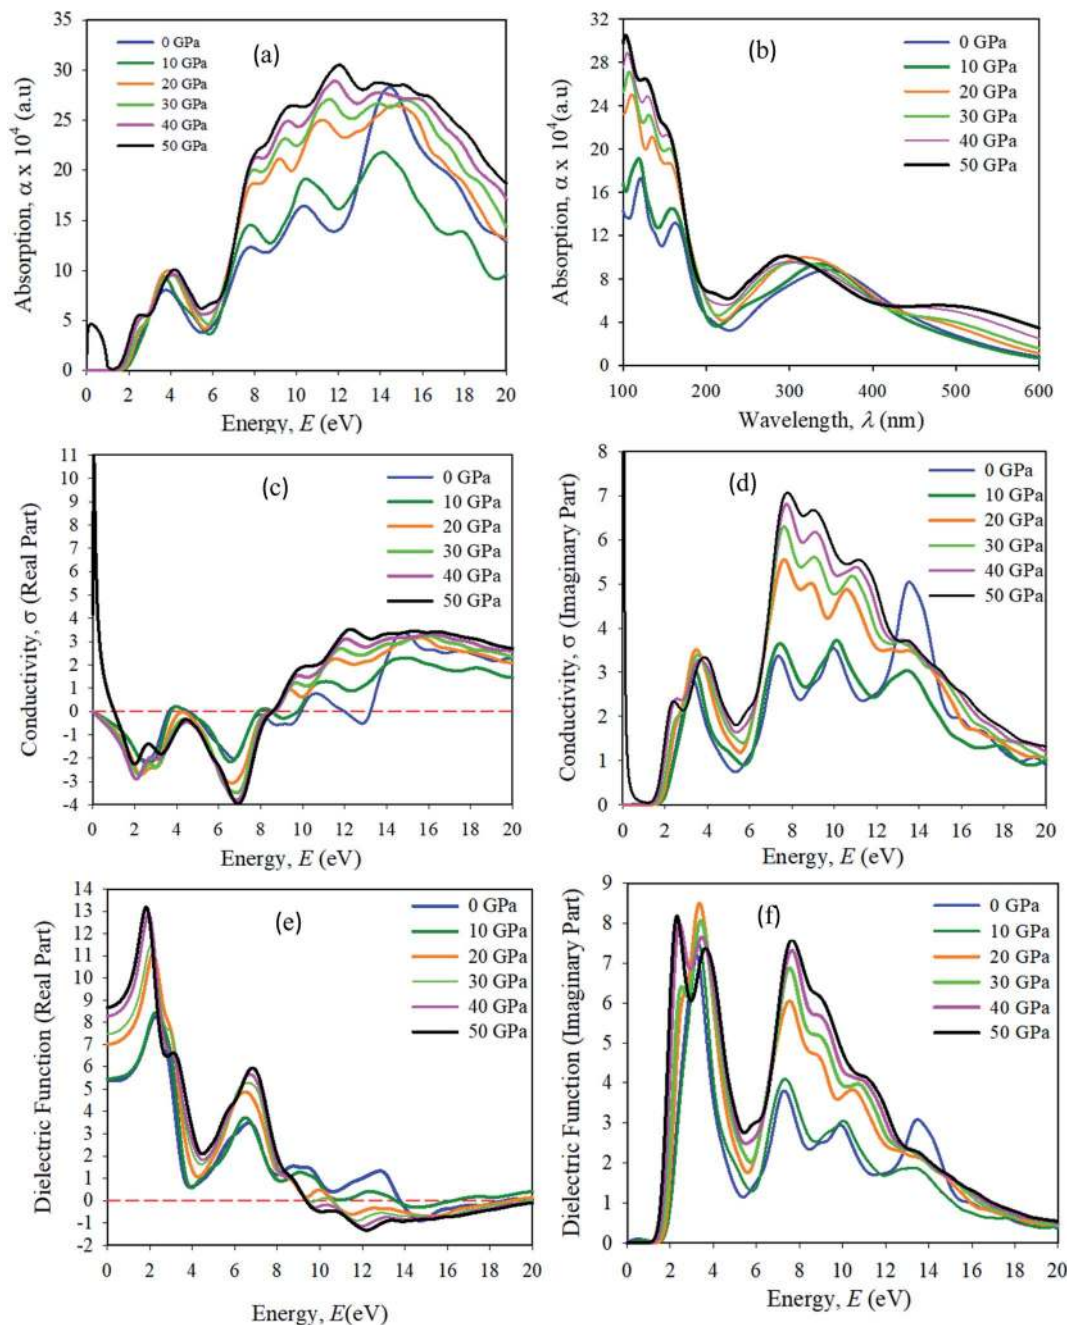 (a)
Absorption, α x 10⁴ (a.u)
35
30
25
20
15
10
5
0
0 GPa
10 GPa
20 GPa
30 GPa
40 GPa
50 GPa
0 2 4 6 8 10 12 14 16 18 20
Energy, E (eV)
(b)
Absorption, α x 10⁴ (a.u)
32
28
24
20
16
12
8
4
0
0 GPa
10 GPa
20 GPa
30 GPa
40 GPa
50 GPa
100 200 300 400 500 600
Wavelength, λ (nm)
(c)
Conductivity, σ (Real Part)
11
10
9
8
7
6
5
4
3
2
1
0
-1
-2
-3
-4
0 GPa
10 GPa
20 GPa
30 GPa
40 GPa
50 GPa
0 2 4 6 8 10 12 14 16 18 20
Energy, E (eV)
(d)
Conductivity, σ (Imaginary Part)
8
7
6
5
4
3
2
1
0
0 GPa
10 GPa
20 GPa
30 GPa
40 GPa
50 GPa
0 2 4 6 8 10 12 14 16 18 20
Energy, E (eV)
(e)
Dielectric Function (Real Part)
14
13
12
11
10
9
8
7
6
5
4
3
2
1
0
-1
-2
0 GPa
10 GPa
20 GPa
30 GPa
40 GPa
50 GPa
0 2 4 6 8 10 12 14 16 18 20
Energy, E(eV)
(f)
Dielectric Function (Imaginary Part)
9
8
7
6
5
4
3
2
1
0
0 GPa
10 GPa
20 GPa
30 GPa
40 GPa
50 GPa
0 2 4 6 8 10 12 14 16 18 20
Energy, E (eV)